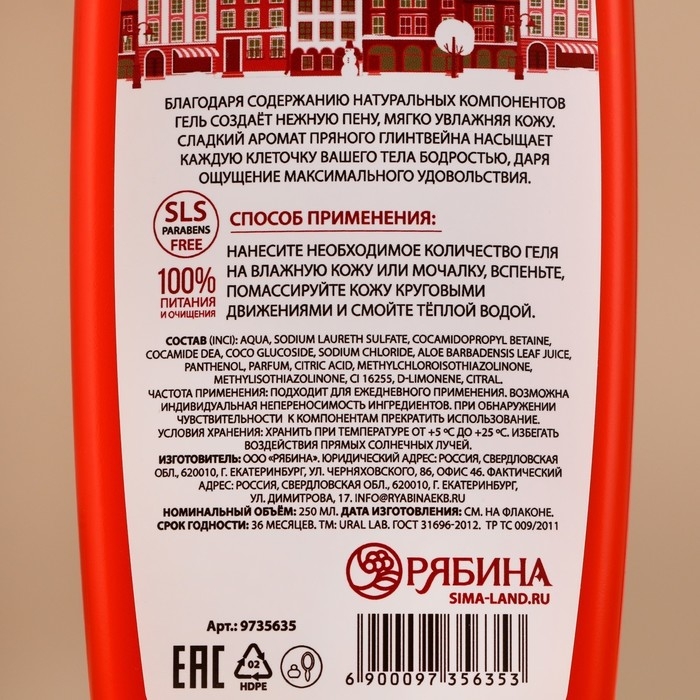 БЛАГОДАРЯ СОДЕРЖАНИЮ НАТУРАЛЬНЫХ КОМПОНЕНТОВ
ГЕЛЬ СОЗДАЁТ НЕЖНУЮ ПЕНУ, МЯГКО УВЛАЖНЯЯ КОЖУ.
СЛАДКИЙ АРОМАТ ПРЯНОГО ГЛИНТВЕЙНА НАСЫЩАЕТ
КАЖДУЮ КЛЕТОЧКУ ВАШЕГО ТЕЛА БОДРОСТЬЮ, ДАРЯ
ОЩУЩЕНИЕ МАКСИМАЛЬНОГО УДОВОЛЬСТВИЯ.
SLS
PARABENS
FREE
100%
ПИТАНИЯ
И ОЧИЩЕНИЯ
СПОСОБ ПРИМЕНЕНИЯ:
НАНЕСИТЕ НЕОБХОДИМОЕ КОЛИЧЕСТВО ГЕЛЯ
НА ВЛАЖНУЮ КОЖУ ИЛИ МОЧАЛКУ, ВСПЕНЬТЕ,
ПОМАССИРУЙТЕ КОЖУ КРУГОВЫМИ
ДВИЖЕНИЯМИ И СМОЙТЕ ТЁПЛОЙ ВОДОЙ.
СОСТАВ (INCI): AQUA, SODIUM LAURETH SULFATE, COCAMIDOPROPYL BETAINE,
COCAMIDE DEA, COCO GLUCOSIDE, SODIUM CHLORIDE, ALOE BARBADENSIS LEAF JUICE,
PANTHENOL, PARFUM, CITRIC ACID, METHYLCHLOROISOTHIAZOLINONE,
METHYLISOTHIAZOLINONE, CI 16255, D-LIMONENE, CITRAL.
ЧАСТОТА ПРИМЕНЕНИЯ: ПОДХОДИТ ДЛЯ ЕЖЕДНЕВНОГО ПРИМЕНЕНИЯ. ВОЗМОЖНА
ИНДИВИДУАЛЬНАЯ НЕПЕРЕНОСИМОСТЬ ИНГРЕДИЕНТОВ. ПРИ ОБНАРУЖЕНИИ
ЧУВСТВИТЕЛЬНОСТИ К КОМПОНЕНТАМ ПРЕКРАТИТЬ ИСПОЛЬЗОВАНИЕ.
УСЛОВИЯ ХРАНЕНИЯ: ХРАНИТЬ ПРИ ТЕМПЕРАТУРЕ ОТ +5 °С ДО +25 °С. ИЗБЕГАТЬ
ВОЗДЕЙСТВИЯ ПРЯМЫХ СОЛНЕЧНЫХ ЛУЧЕЙ.
ИЗГОТОВИТЕЛЬ: ООО «РЯБИНА». ЮРИДИЧЕСКИЙ АДРЕС: РОССИЯ, СВЕРДЛОВСКАЯ
ОБЛ., 620010, Г. ЕКАТЕРИНБУРГ, УЛ. ЧЕРНЯХОВСКОГО, 86, ОФИС 46. ФАКТИЧЕСКИЙ
АДРЕС: РОССИЯ, СВЕРДЛОВСКАЯ ОБЛ., 620010, Г. ЕКАТЕРИНБУРГ,
УЛ. ДИМИТРОВА, 17. INFO@RYABINAEKB.RU
НОМИНАЛЬНЫЙ ОБЪЁМ: 250 МЛ. ДАТА ИЗГОТОВЛЕНИЯ: СМ. НА ФЛАКОНЕ.
СРОК ГОДНОСТИ: 36 МЕСЯЦЕВ. ТМ: URAL LAB. ГОСТ 31696-2012. ТР ТС 009/2011
РЯБИНА
SIMA-LAND.RU
Арт.: 9735635
EAC
02
HDPE
6 900097 356353